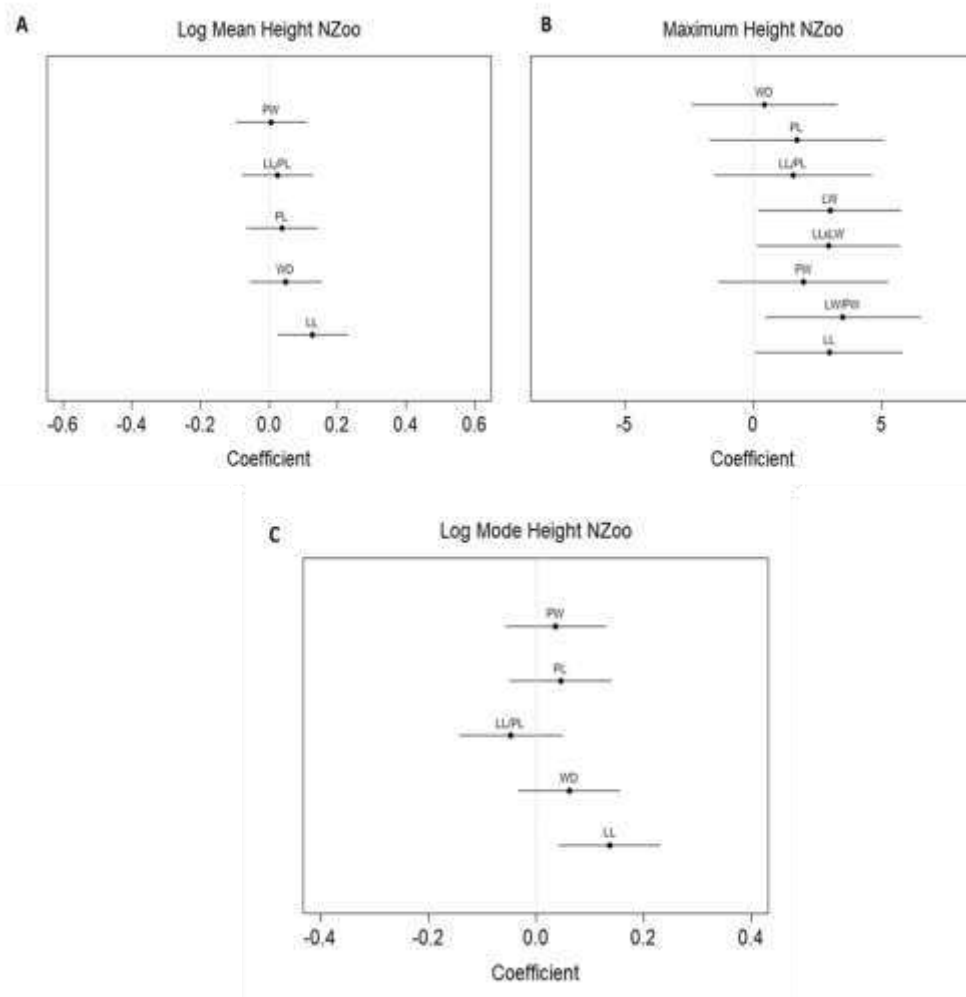 A
Log Mean Height NZoo
PW
LL/PL
PL
WD
LL
-0.6 -0.4 -0.2 0.0 0.2 0.4 0.6
Coefficient
B
Maximum Height NZoo
WD
PL
LL/PL
LW
LLxLW
PW
LW/PW
LL
-5 0 5
Coefficient
C
Log Mode Height NZoo
PW
PL
LL/PL
WD
LL
-0.4 -0.2 0.0 0.2 0.4
Coefficient